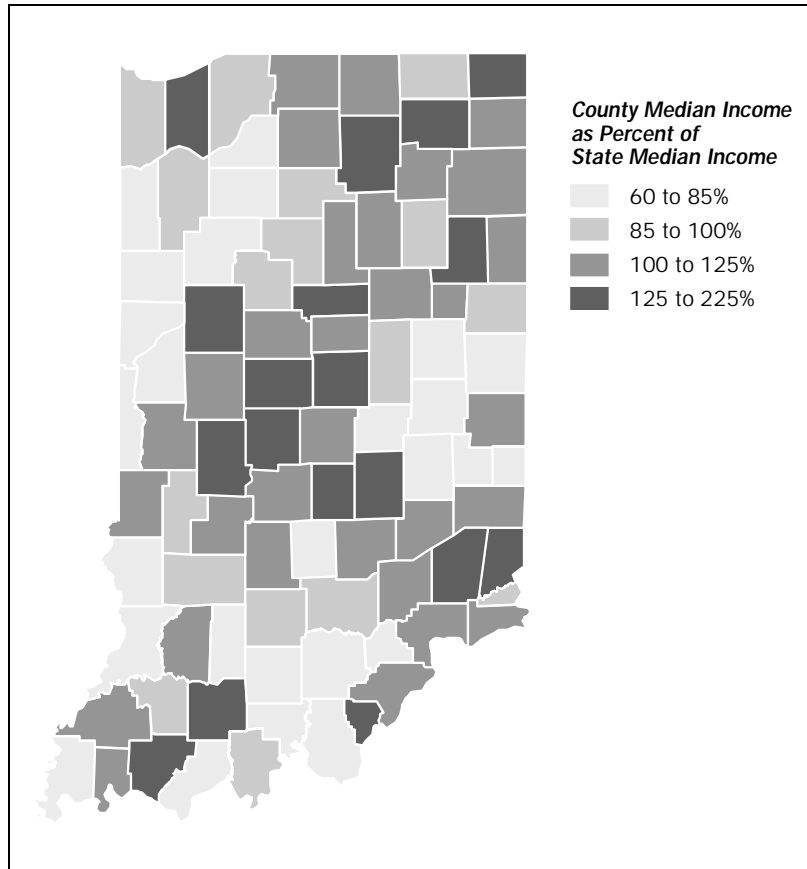 County Median Income
as Percent of
State Median Income
60 to 85%
85 to 100%
100 to 125%
125 to 225%